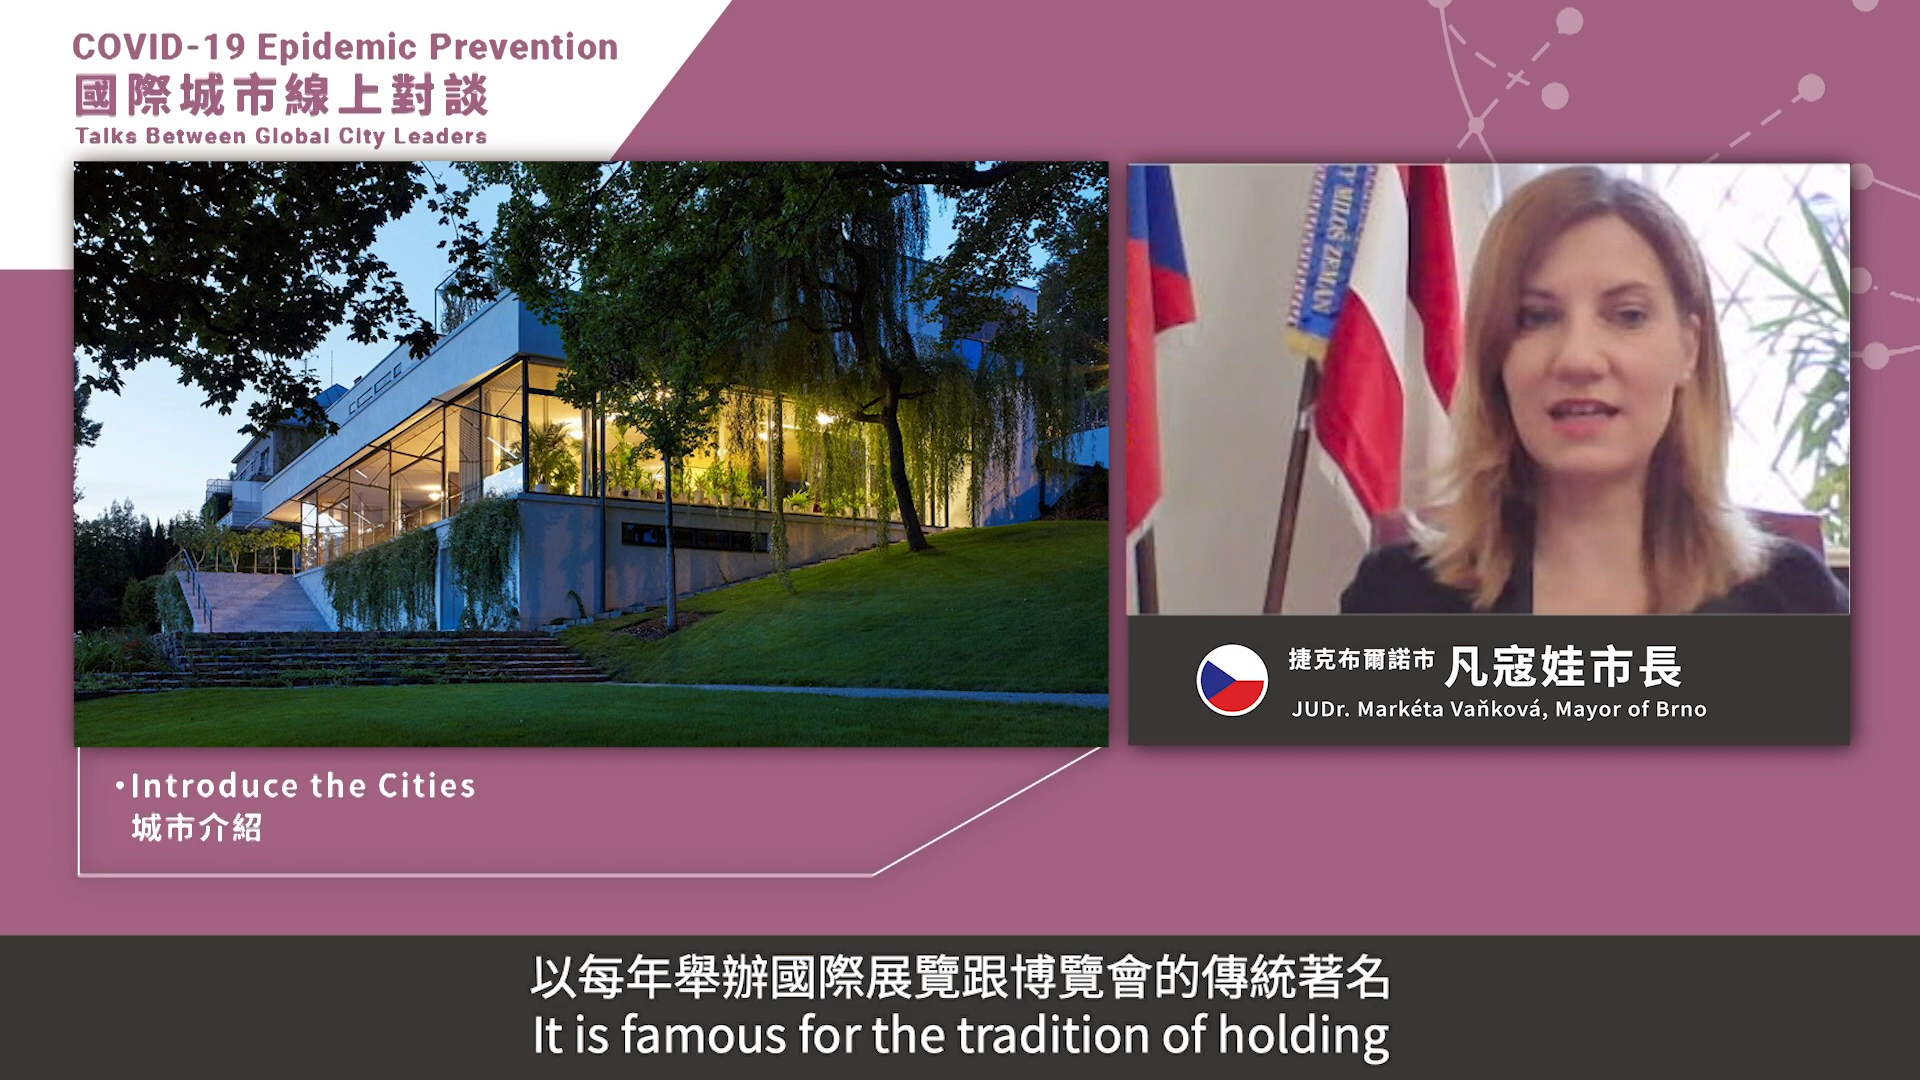 COVID-19 Epidemic Prevention
國際城市線上對談
Talks Between Global City Leaders
Y MILOŠ ZEMAN
捷克布爾諾市 凡寇娃市長
JUDr. Markéta Vaňková, Mayor of Brno
•Introduce the Cities
城市介紹
以每年舉辦國際展覽跟博覽會的傳統著名
It is famous for the tradition of holding